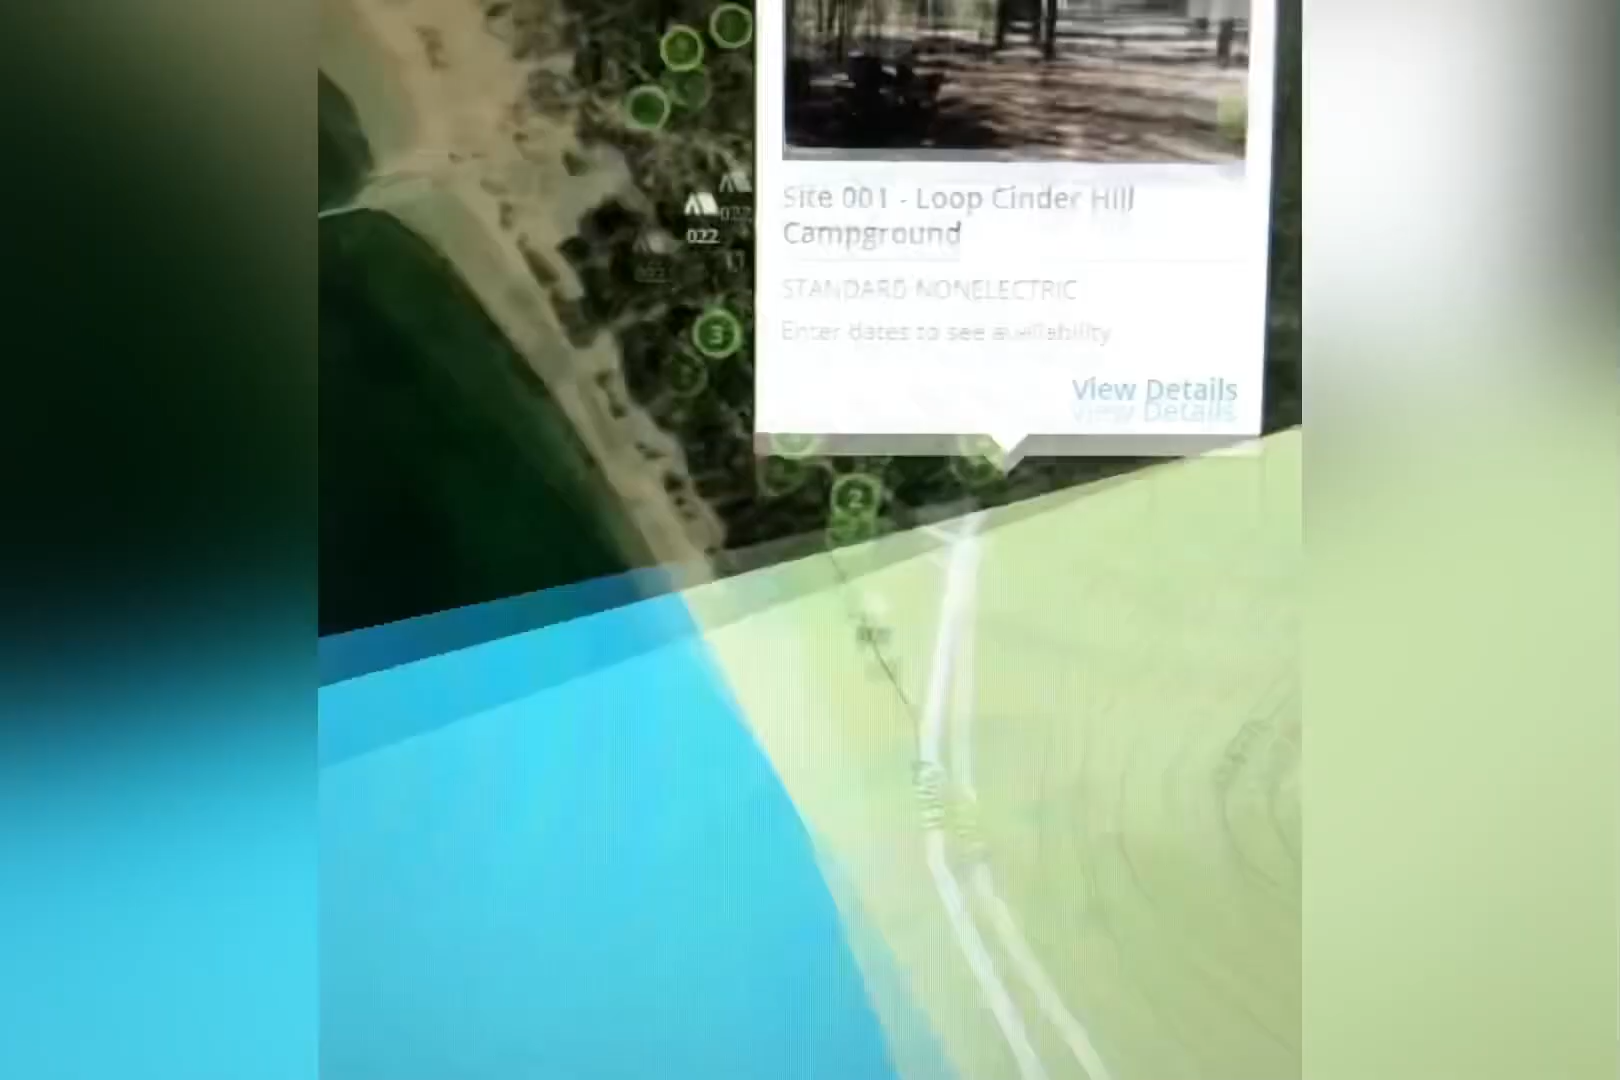 Site 001 - Loop Cinder Hill
Campground
STANDARD NONELECTRIC
Enter dates to see availability
View Details
022
3
2